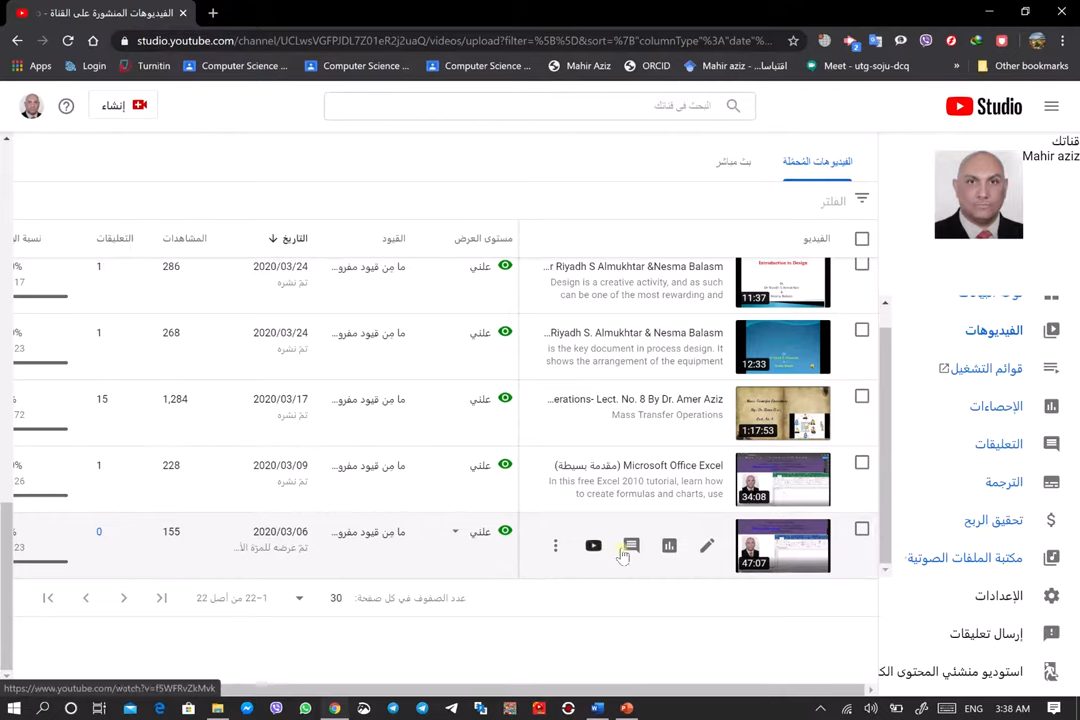 الفيديوهات المنشورة على القناة - o
studio.youtube.com/channel/UCLwsVGFPJDL7Z01eR2j2uaQ/videos/upload?filter=%5B%5D&sort=%7B"columnType"%3A"date"%...
Apps Login Turnitin Computer Science ... Computer Science ... Computer Science ... Mahir Aziz ORCID Mahir aziz - اقتباسا... Meet - utg-soju-dcq » Other bookmarks
Studio
البحث في قناتك
إنشاء
قناتك
Mahir aziz
الفيديوهات
قوائم التشغيل
الإحصاءات
التعليقات
الترجمة
تحقيق الربح
مكتبة الملفات الصوتية
الإعدادات
إرسال تعليقات
استوديو منشئي المحتوى الك
الفيديوهات المُحمَّلة
بث مباشر
الفلتر
الفيديو
مستوى العرض
القيود
التاريخ
المشاهدات
التعليقات
Introduction to Design
11:37
...r Riyadh S Almukhtar &Nesma Balasm
Design is a creative activity, and as such
can be one of the most rewarding and
علني
ما مِن قيود مفرو...
2020/03/24
تمّ نشره
286
1
17
12:33
...Riyadh S. Almukhtar & Nesma Balasm
is the key document in process design. It
shows the arrangement of the equipment
علني
ما مِن قيود مفرو...
2020/03/24
تمّ نشره
268
1
23
1:17:53
...erations- Lect. No. 8 By Dr. Amer Aziz
Mass Transfer Operations
علني
ما مِن قيود مفرو...
2020/03/17
تمّ نشره
1,284
15
72
34:08
Microsoft Office Excel (مقدمة بسيطة)
In this free Excel 2010 tutorial, learn how
to create formulas and charts, use
علني
ما مِن قيود مفرو...
2020/03/09
تمّ نشره
228
1
26
47:07
علني
ما مِن قيود مفرو...
2020/03/06
تمّ عرضه للمرّة الأ...
155
0
23
عدد الصفوف في كل صفحة:
30
1–22 من أصل 22
https://www.youtube.com/watch?v=f5WFRvZkMvk
ENG 3:38 AM